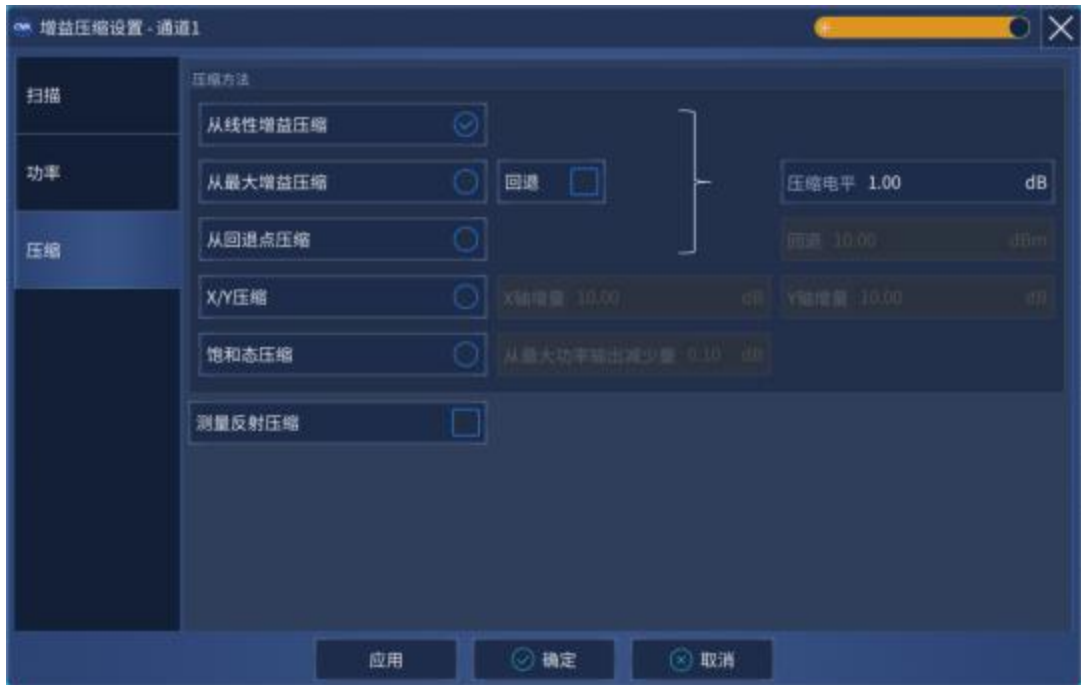 增益压缩设置 - 通道1
扫描
功率
压缩
压缩方法
从线性增益压缩
从最大增益压缩
回退
压缩电平 1.00 dB
从回退点压缩
回退 10.00 dBm
X/Y压缩
X轴增量 10.00 dB
Y轴增量 10.00 dB
饱和态压缩
从最大功率输出减少量 0.10 dB
测量反射压缩
应用
确定
取消